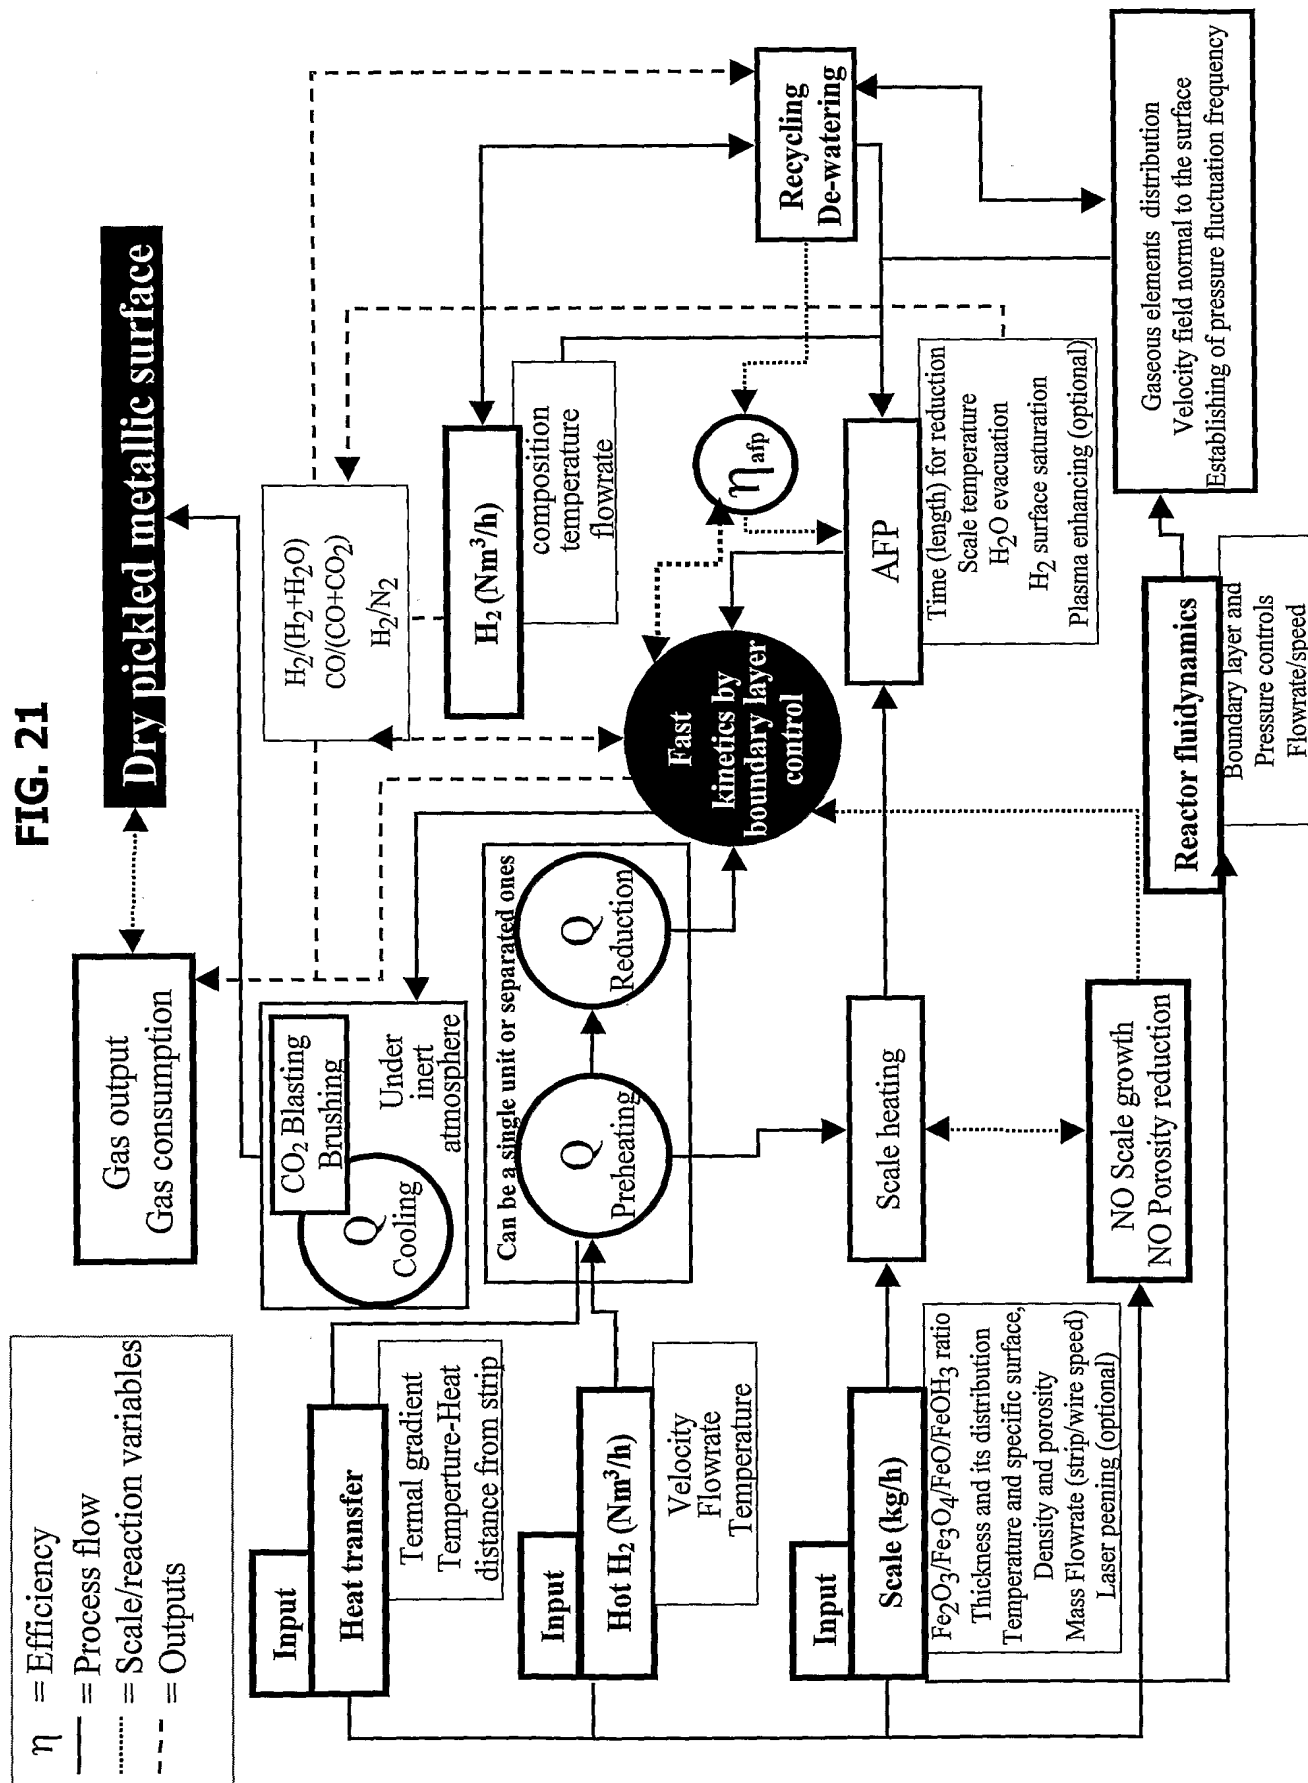 FIG. 21
η = Efficiency
= Process flow
= Scale/reaction variables
= Outputs
Gas output
Gas consumption
Dry pickled metallic surface
Input
Heat transfer
Termal gradient
Temperture-Heat
distance from strip
CO₂ Blasting
Brushing
Q
Cooling
Under
inert
atmosphere
H₂/(H₂+H₂O)
CO/(CO+CO₂)
H₂/N₂
Input
Hot H₂ (Nm³/h)
Velocity
Flowrate
Temperature
Can be a single unit or separated ones
Q
Preheating
Q
Reduction
H₂ (Nm³/h)
composition
temperature
flowrate
Fast
kinetics by
boundary layer
control
ηafp
Recycling
De-watering
Input
Scale (kg/h)
Fe₂O₃/Fe₃O₄/FeO/FeOH₃ ratio
Thickness and its distribution
Temperature and specific surface,
Density and porosity
Mass Flowrate (strip/wire speed)
Laser peening (optional)
Scale heating
AFP
Time (length) for reduction
Scale temperature
H₂O evacuation
H₂ surface saturation
Plasma enhancing (optional)
NO Scale growth
NO Porosity reduction
Reactor fluidynamics
Boundary layer and
Pressure controls
Flowrate/speed
Gaseous elements distribution
Velocity field normal to the surface
Establishing of pressure fluctuation frequency